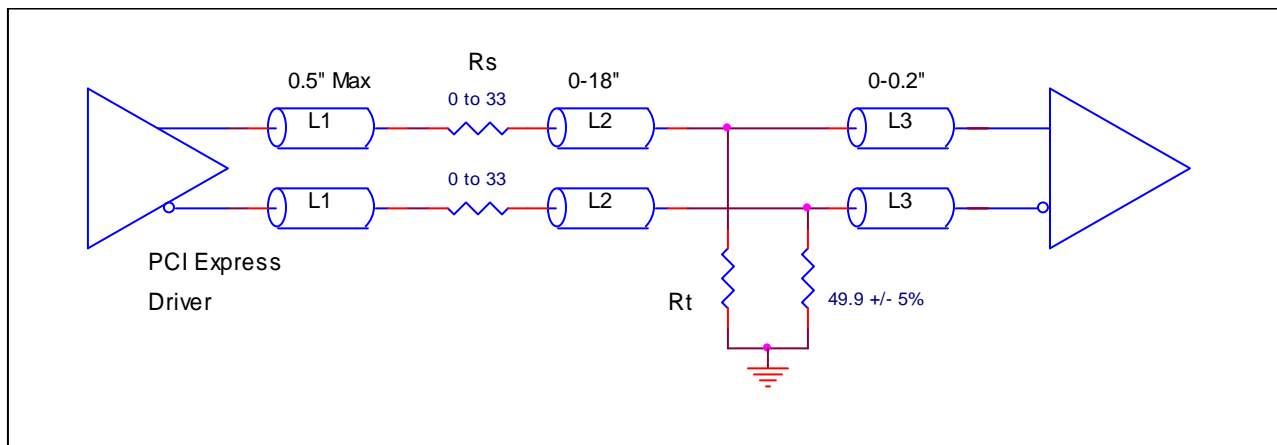 Rs
0.5" Max
0-18"
0-0.2"
0 to 33
L1
L2
L3
0 to 33
L1
L2
L3
PCI Express
Driver
Rt
49.9 +/- 5%